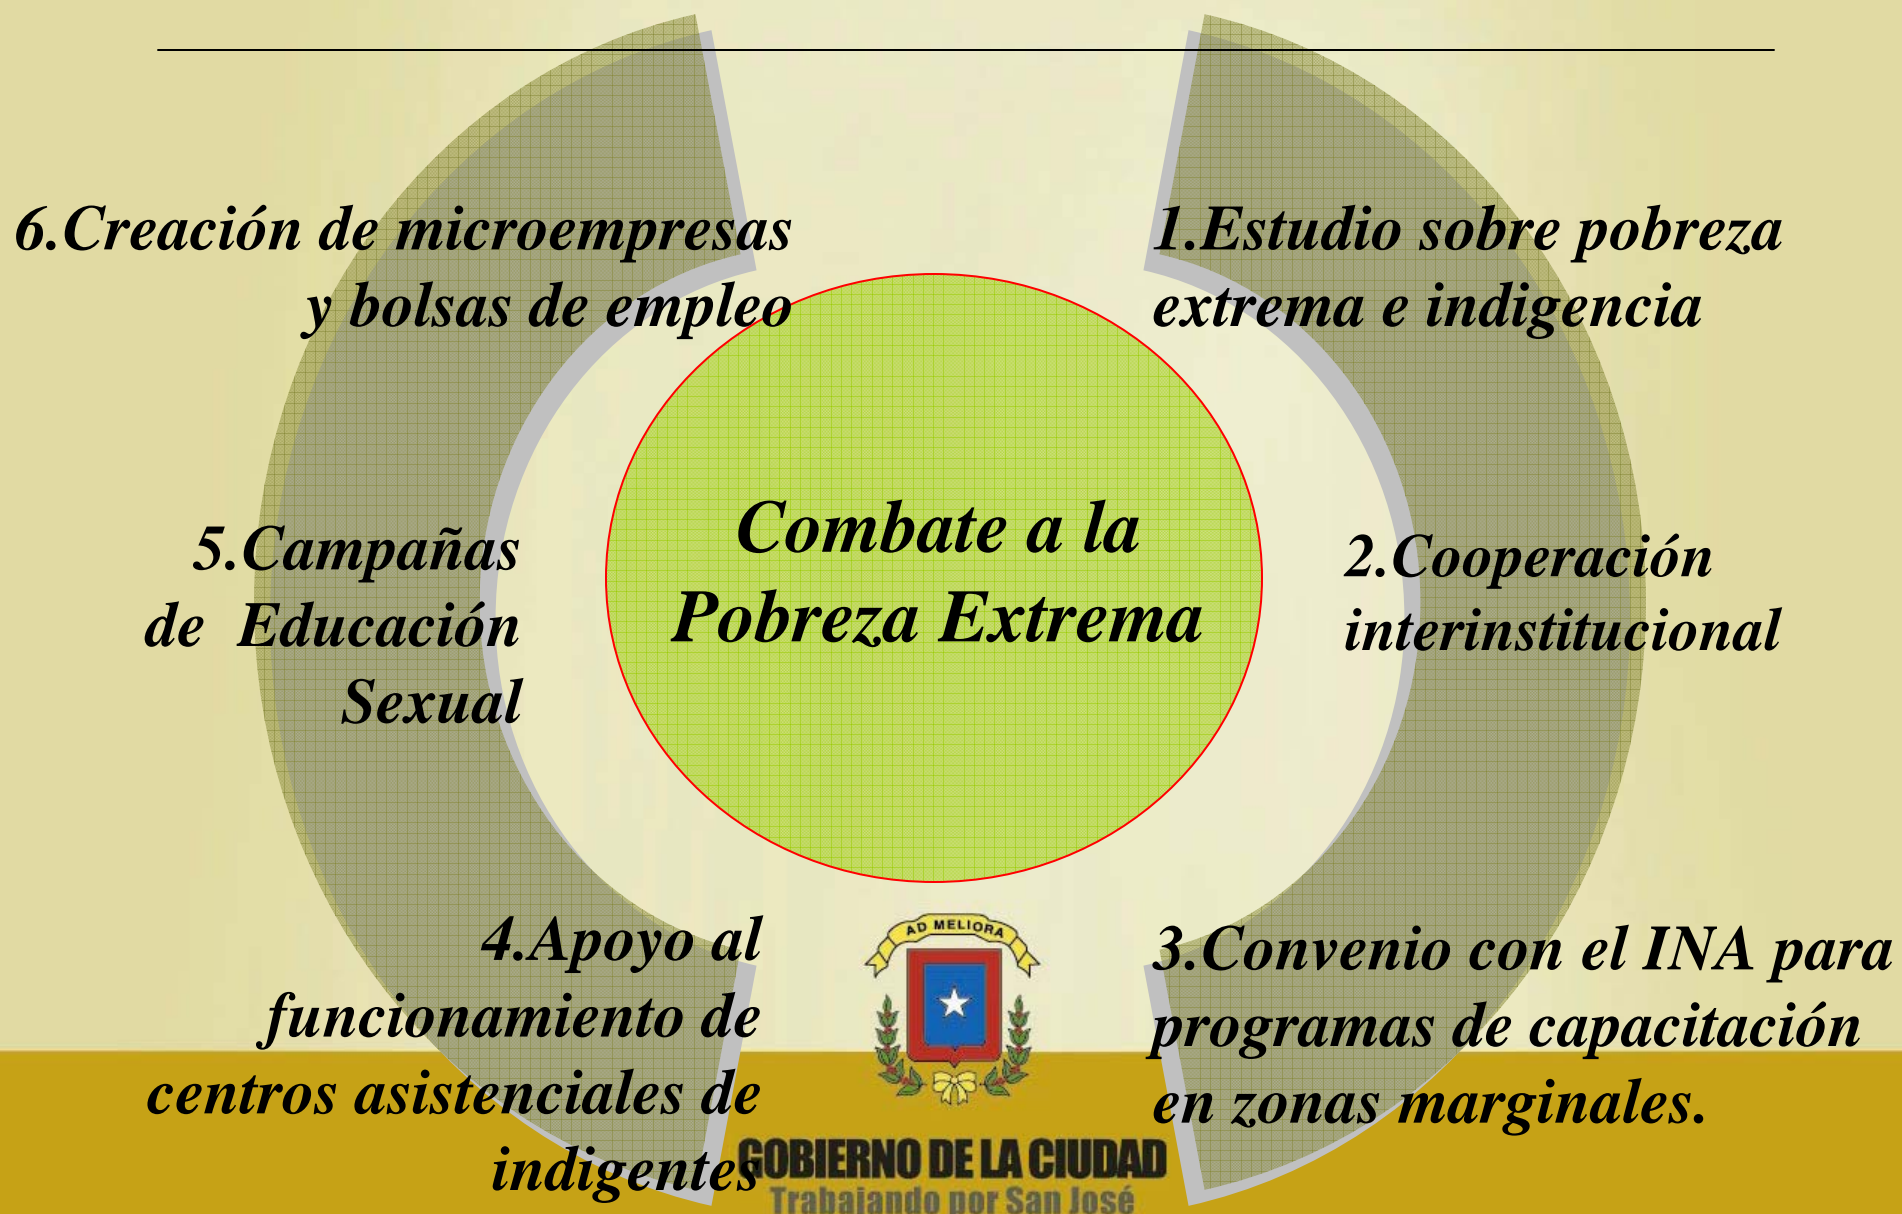 Combate a la
Pobreza Extrema
1.Estudio sobre pobreza
extrema e indigencia
2.Cooperación
interinstitucional
3.Convenio con el INA para
programas de capacitación
en zonas marginales.
4.Apoyo al
funcionamiento de
centros asistenciales de
indigentes
5.Campañas
de Educación
Sexual
6.Creación de microempresas
y bolsas de empleo
AD MELIORA
GOBIERNO DE LA CIUDAD
Trabajando por San José